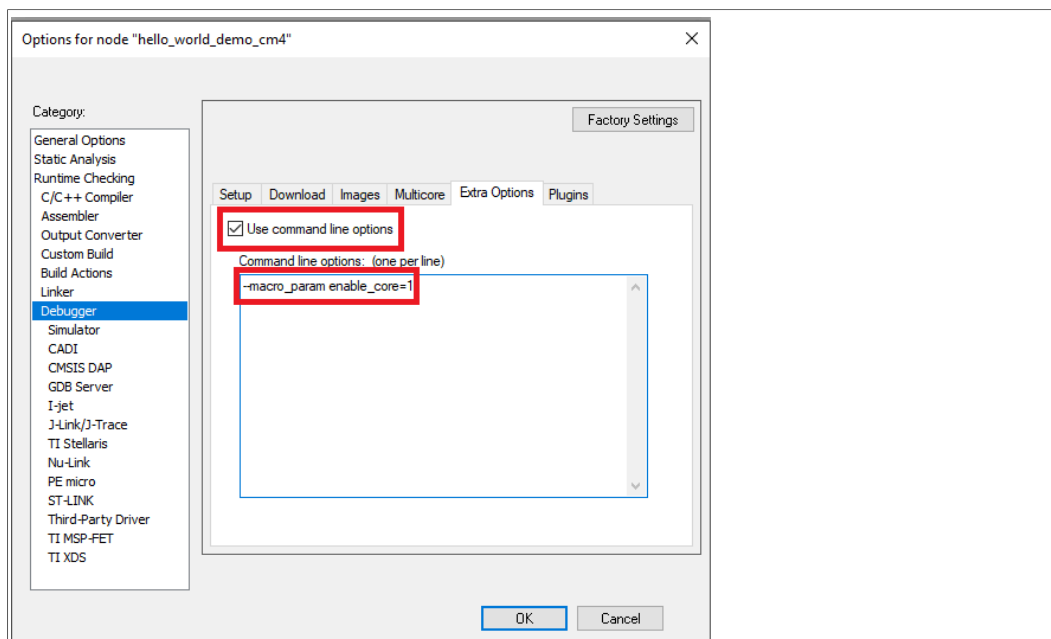 Options for node "hello_world_demo_cm4"
Category:
Factory Settings
General Options
Static Analysis
Runtime Checking
C/C++ Compiler
Assembler
Output Converter
Custom Build
Build Actions
Linker
Debugger
Simulator
CADI
CMSIS DAP
GDB Server
I-jet
J-Link/J-Trace
TI Stellaris
Nu-Link
PE micro
ST-LINK
Third-Party Driver
TI MSP-FET
TI XDS
Setup Download Images Multicore Extra Options Plugins
Use command line options
Command line options: (one per line)
--macro_param enable_core=1
OK Cancel